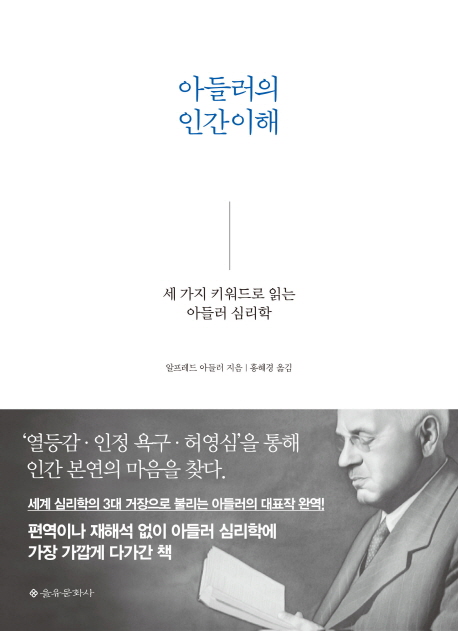 아들러의
인간이해
세 가지 키워드로 읽는
아들러 심리학
알프레드 아들러 지음 | 홍혜경 옮김
‘열등감 · 인정 욕구 · 허영심’을 통해
인간 본연의 마음을 찾다.
세계 심리학의 3대 거장으로 불리는 아들러의 대표작 완역!
편역이나 재해석 없이 아들러 심리학에
가장 가깝게 다가간 책
을유문화사